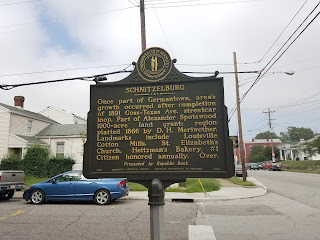 SCHNITZELBURG
Once part of Germantown, area's
growth occurred after completion
of 1891 Goss-Texas Ave. streetcar
loop. Part of Alexander Spotswood
1000-acre land grant region
platted 1866 by D. H. Meriwether.
Landmarks include Louisville
Cotton Mills, St. Elizabeth's
Church, Heitzman's Bakery. #1
Citizen honored annually. Over.
Presented by Republic Bank.